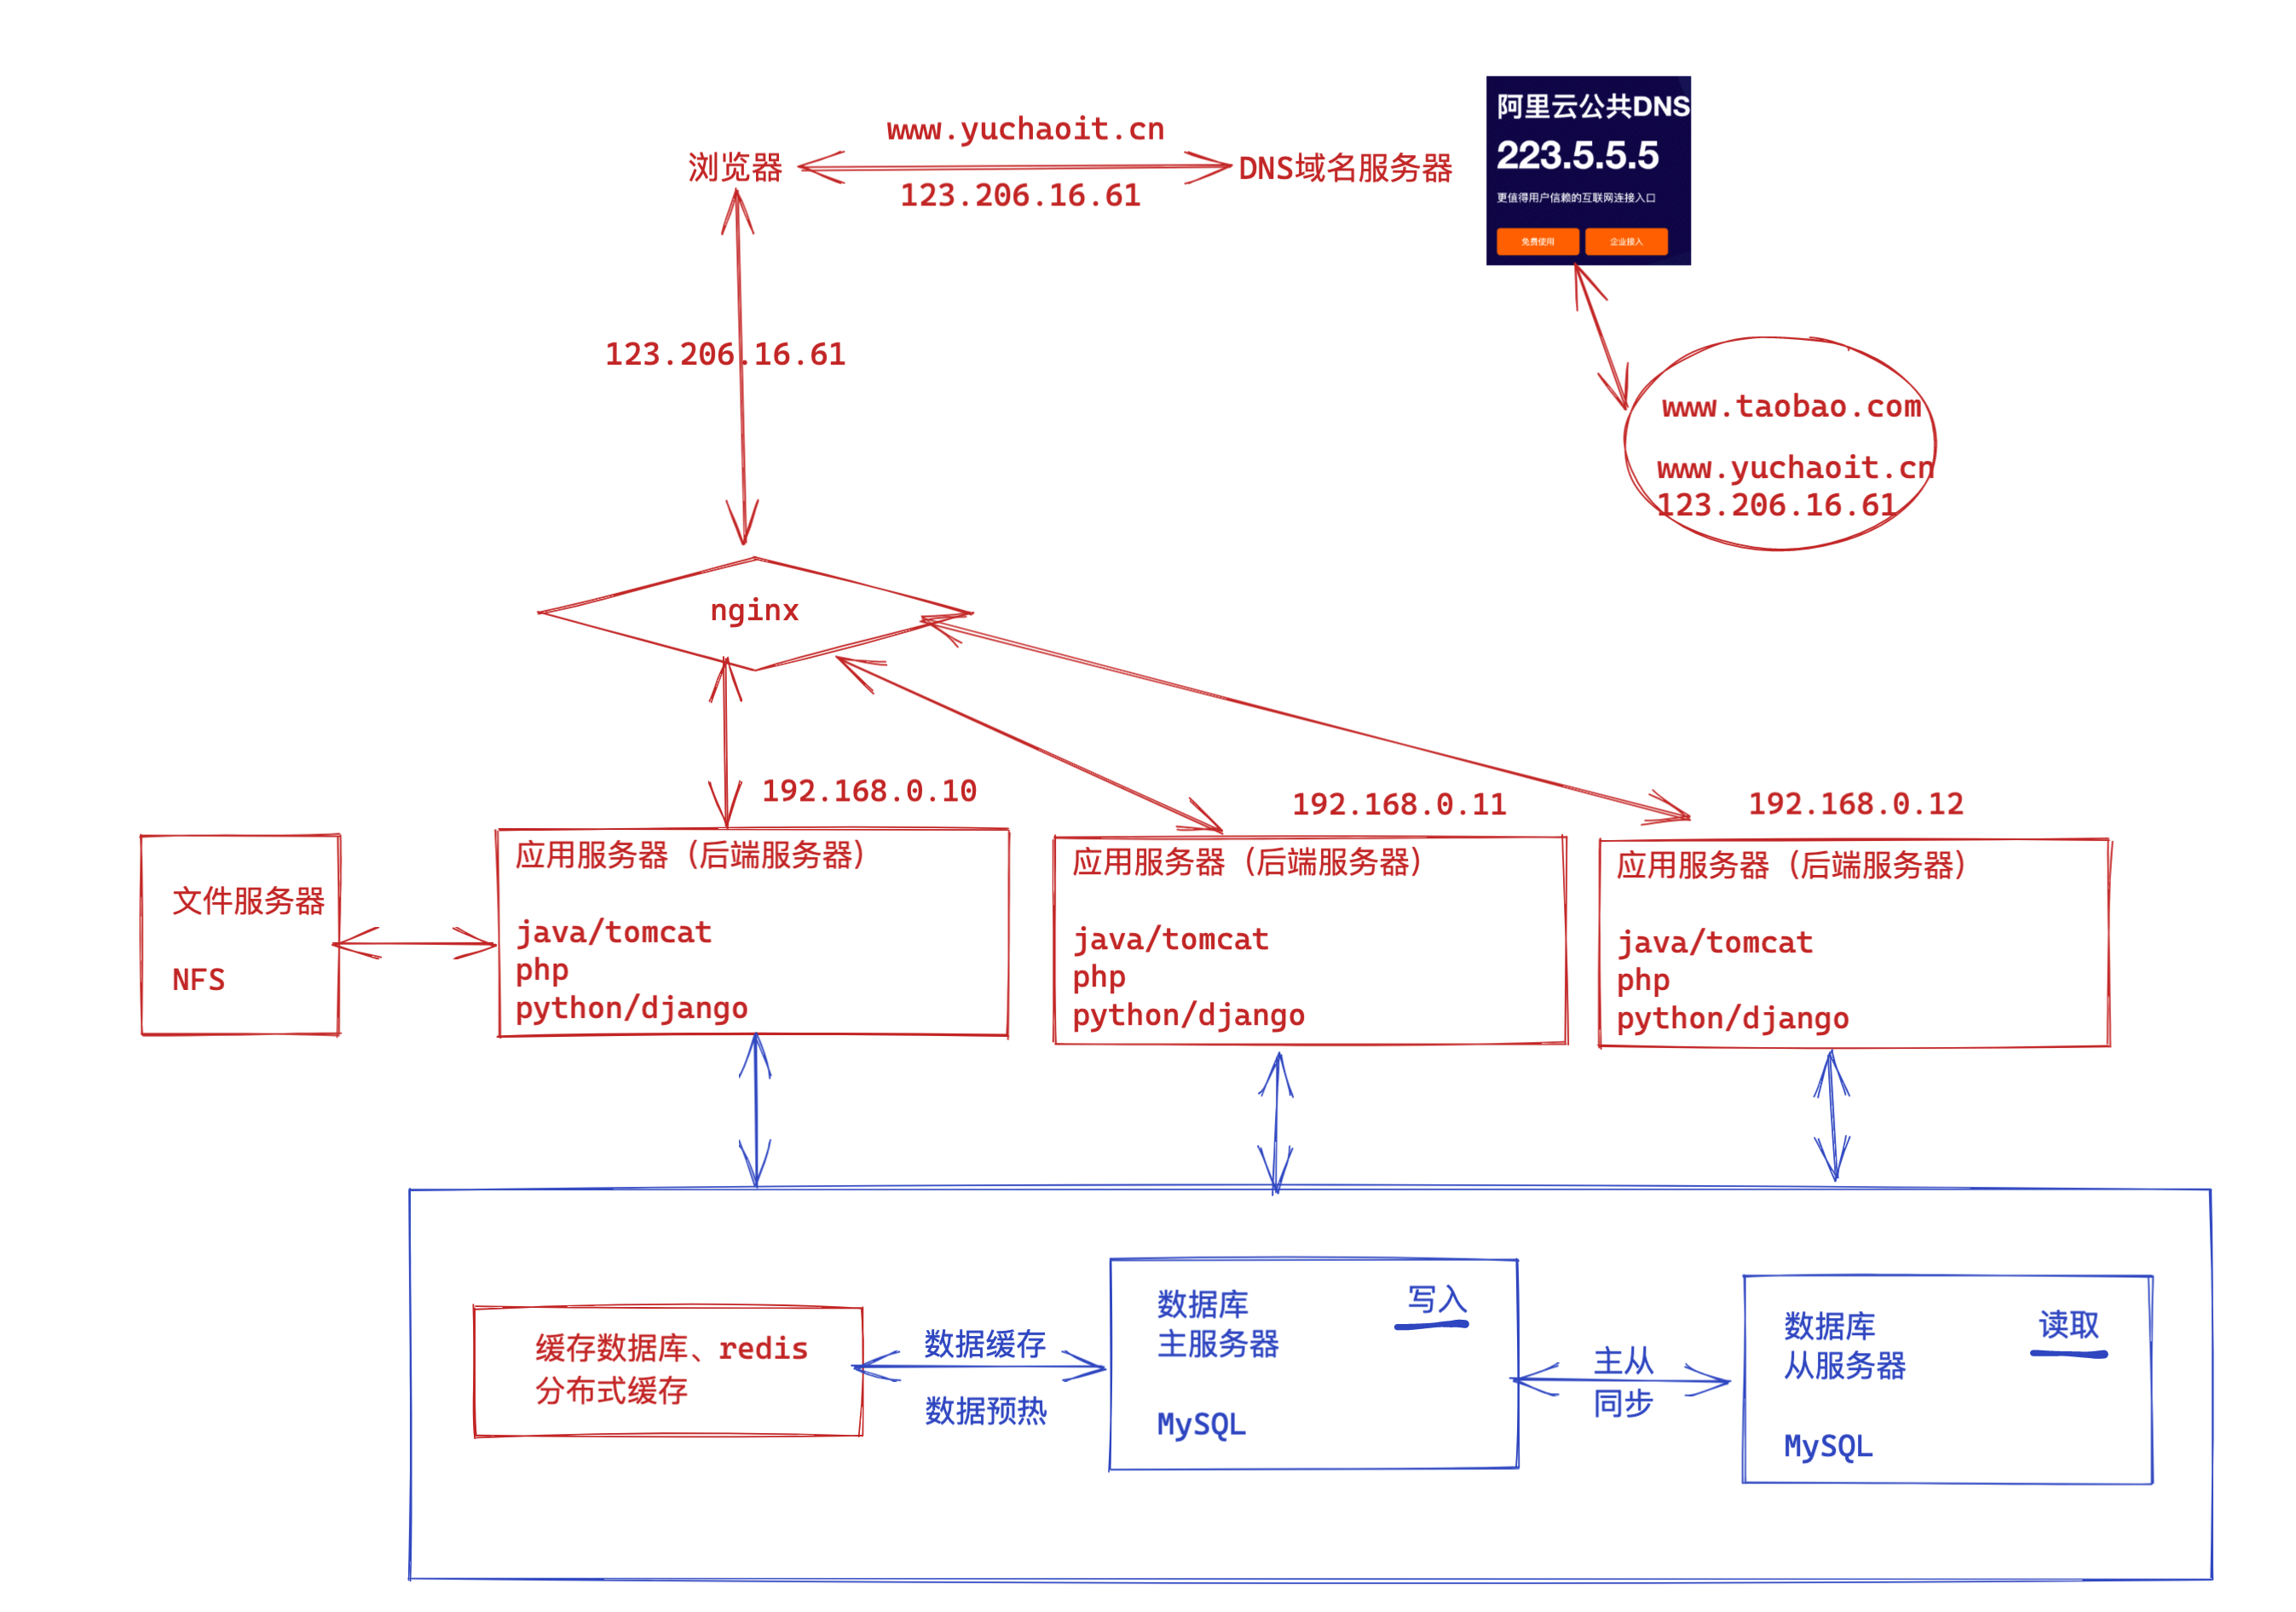 www.yuchaoit.cn
浏览器
DNS域名服务器
123.206.16.61
阿里云公共DNS
223.5.5.5
更值得用户信赖的互联网连接入口
免费使用
企业接入
123.206.16.61
www.taobao.com
www.yuchaoit.cn
123.206.16.61
nginx
192.168.0.10
192.168.0.11
192.168.0.12
文件服务器
NFS
应用服务器（后端服务器）
java/tomcat
php
python/django
应用服务器（后端服务器）
java/tomcat
php
python/django
应用服务器（后端服务器）
java/tomcat
php
python/django
缓存数据库、redis
分布式缓存
数据缓存
数据预热
数据库
主服务器
写入
MySQL
主从
同步
数据库
从服务器
读取
MySQL